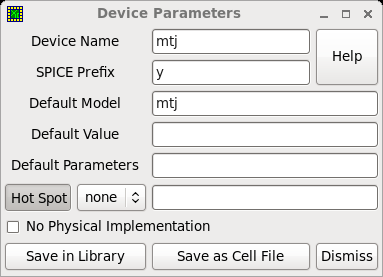 Device Parameters
Device Name mtj Help
SPICE Prefix y
Default Model mtj
Default Value
Default Parameters
Hot Spot none
No Physical Implementation
Save in Library Save as Cell File Dismiss